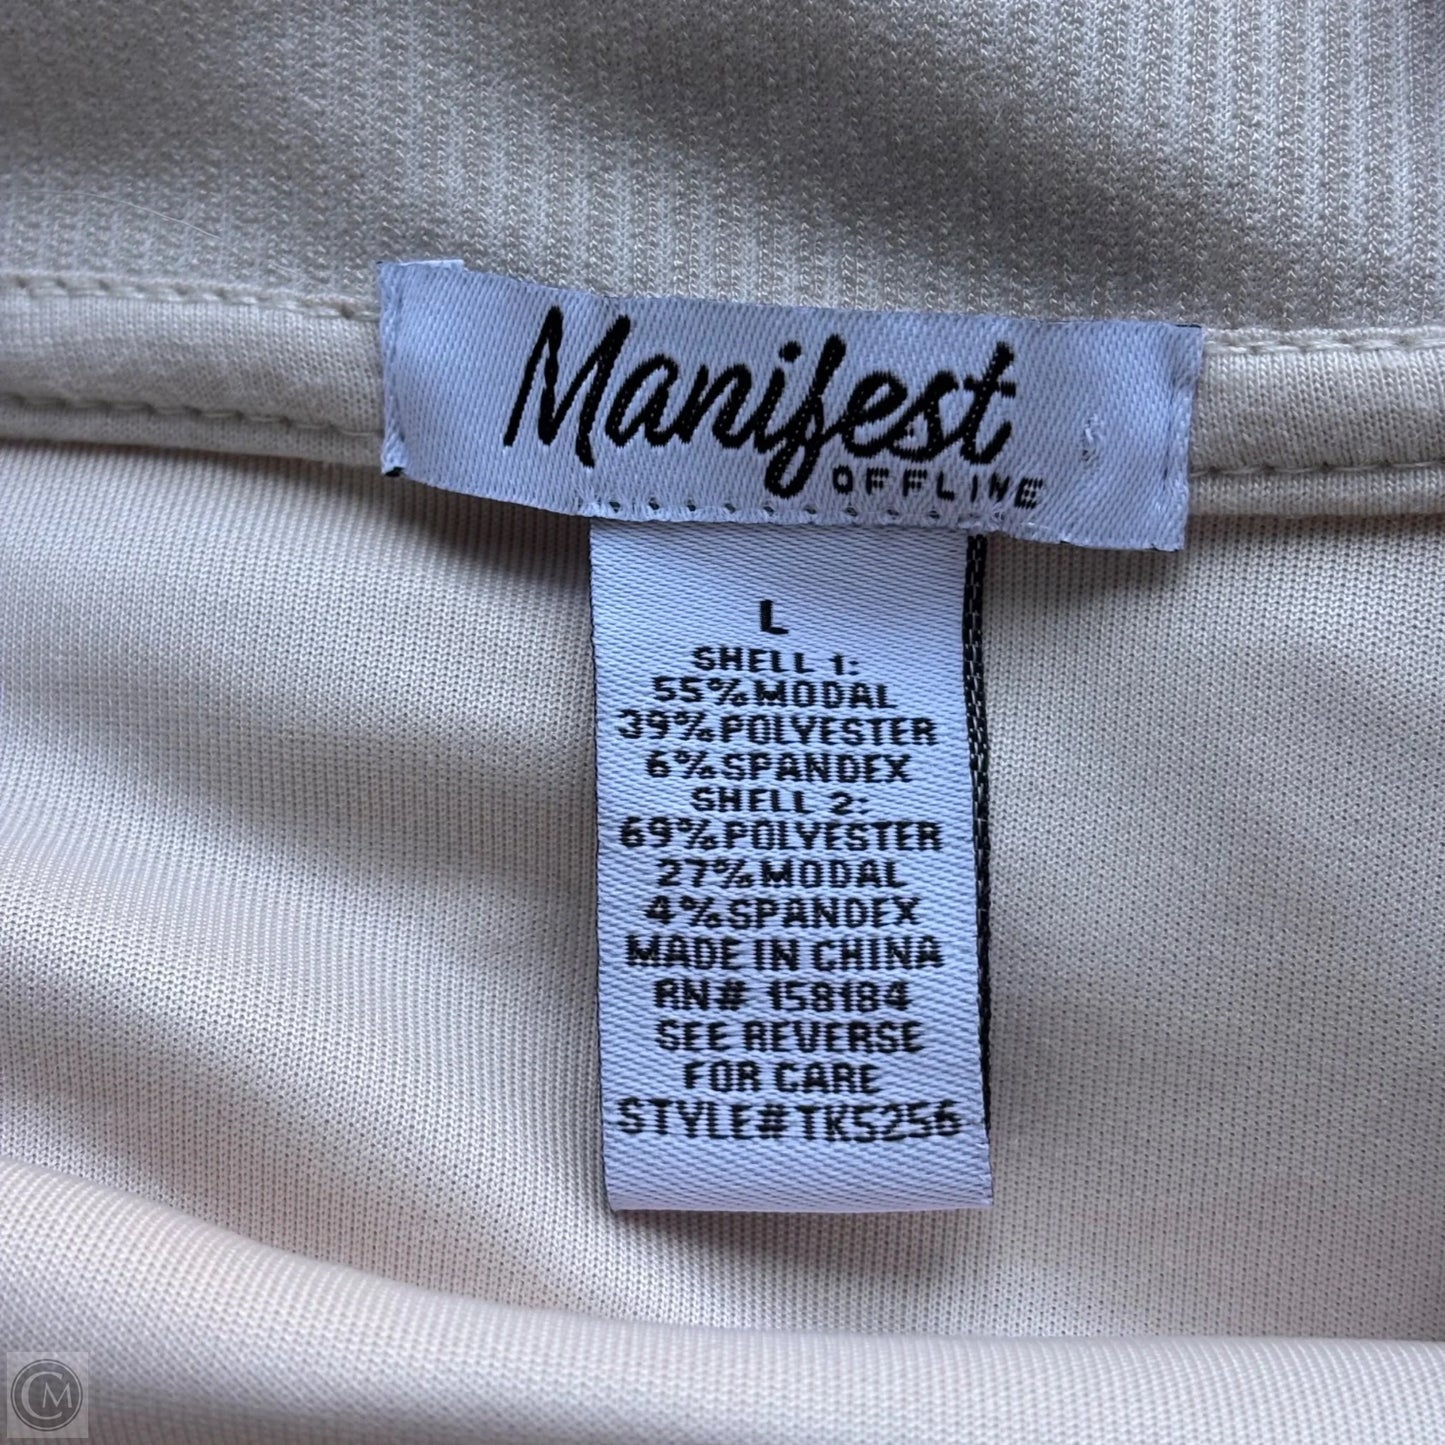 Manifest
OFFLINE
L
SHELL 1:
55%MODAL
39%POLYESTER
6%SPANDEX
SHELL 2:
69%POLYESTER
27%MODAL
4%SPANDEX
MADE IN CHINA
RN# 158184
SEE REVERSE
FOR CARE
STYLE#TK5256
CM